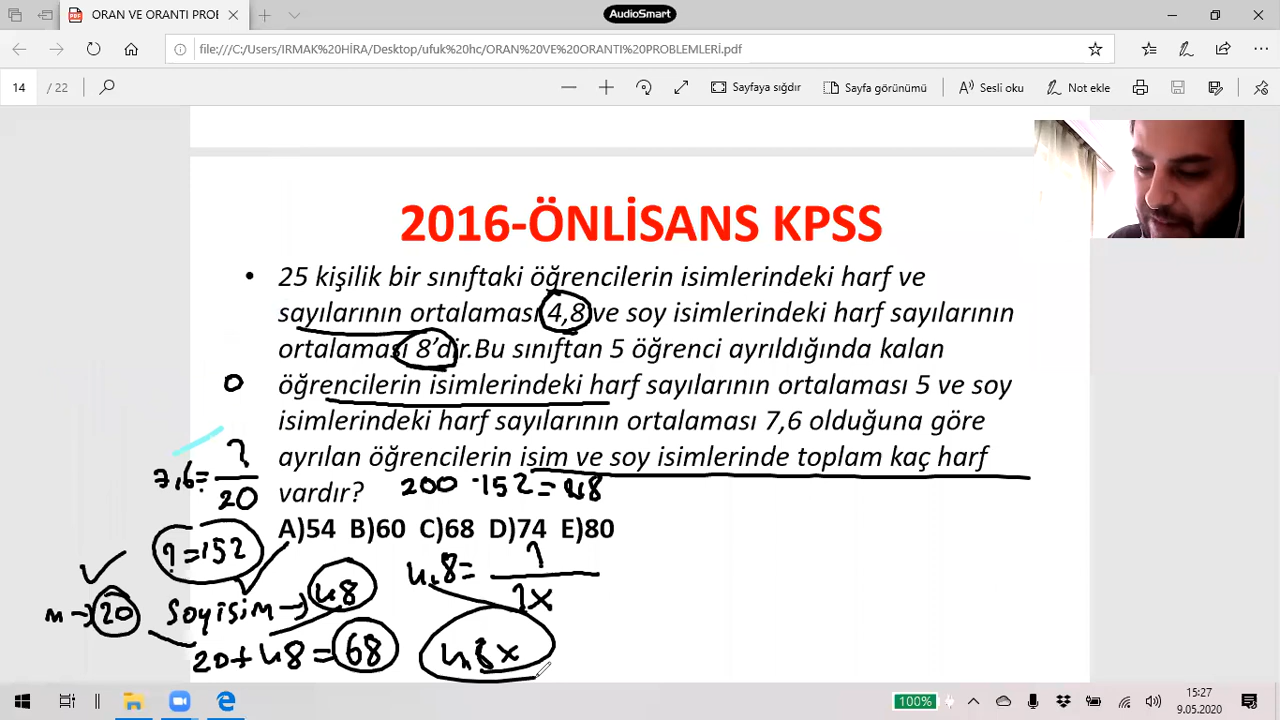 ORAN VE ORANTI PROB
AudioSmart
file:///C:/Users/IRMAK%20HİRA/Desktop/ufuk%20hc/ORAN%20VE%20ORANTI%20PROBLEMLERİ.pdf
14 / 22
Sayfaya sığdır
Sayfa görünümü
Sesli oku
Not ekle
2016-ÖNLİSANS KPSS
• 25 kişilik bir sınıftaki öğrencilerin isimlerindeki harf ve
sayılarının ortalaması 4,8 ve soy isimlerindeki harf sayılarının
ortalaması 8’dir.Bu sınıftan 5 öğrenci ayrıldığında kalan
öğrencilerin isimlerindeki harf sayılarının ortalaması 5 ve soy
isimlerindeki harf sayılarının ortalaması 7,6 olduğuna göre
ayrılan öğrencilerin isim ve soy isimlerinde toplam kaç harf
vardır?
200 -152 = 48
7,6 = ?
20
A)54 B)60 C)68 D)74 E)80
? = 152
4,8 = ?
Soyisim → 48
20
20 + 48 = 68
4,8x
100%
15:27
9.05.2020